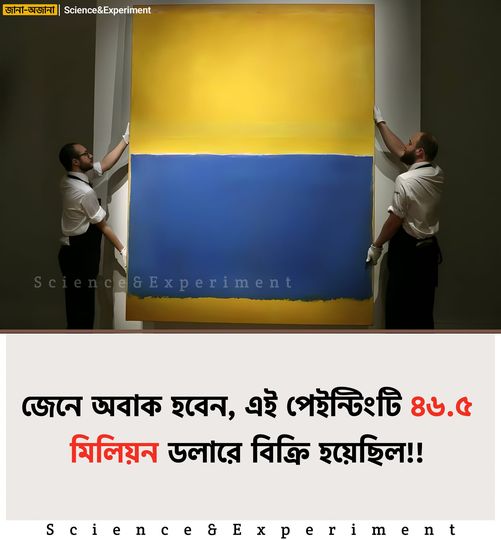 জানা-অজানা | Science&Experiment
Science&Experiment
জেনে অবাক হবেন, এই পেইন্টিংটি ৪৬.৫
মিলিয়ন ডলারে বিক্রি হয়েছিল!!
Science&Experiment